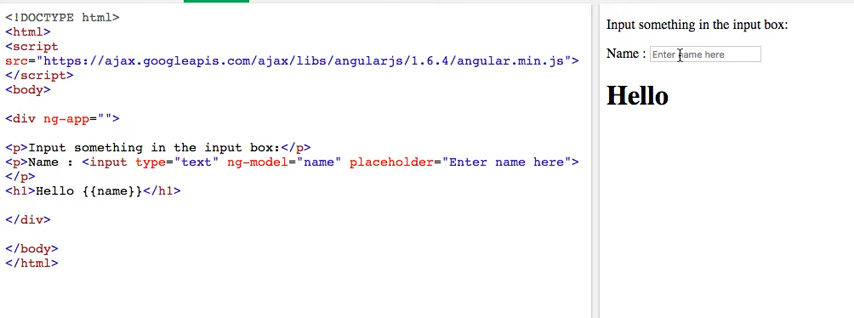 <!DOCTYPE html>
<html>
<script
src="https://ajax.googleapis.com/ajax/libs/angularjs/1.6.4/angular.min.js">
</script>
<body>
<div ng-app="">
<p>Input something in the input box:</p>
<p>Name : <input type="text" ng-model="name" placeholder="Enter name here">
</p>
<h1>Hello {{name}}</h1>
</div>
</body>
</html>
Input something in the input box:
Name : Enter name here
Hello